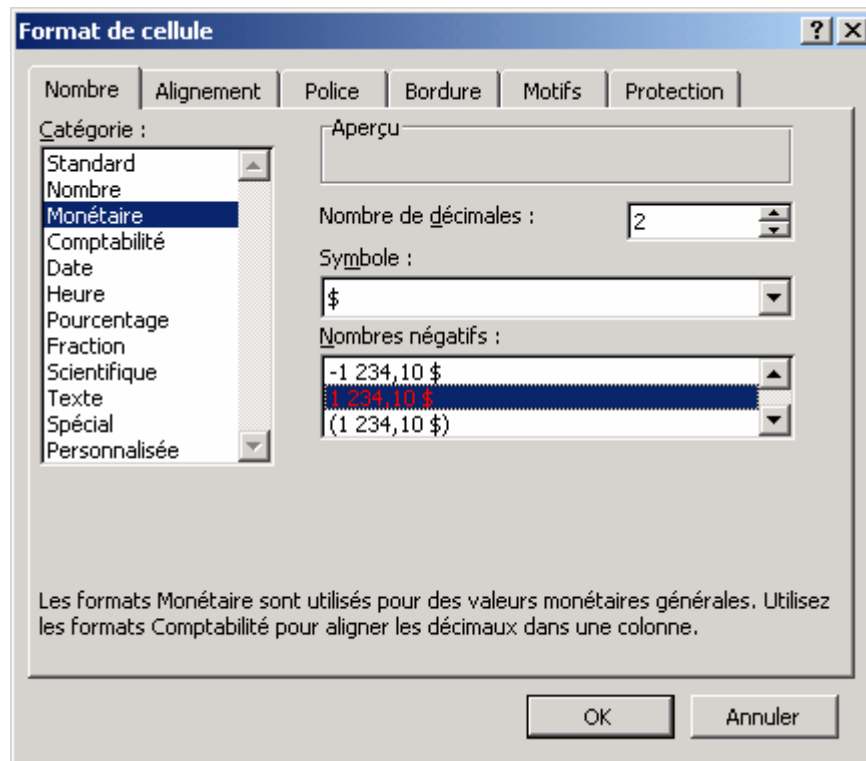 Format de cellule
Nombre Alignement Police Bordure Motifs Protection
Catégorie :
Standard
Nombre
Monétaire
Comptabilité
Date
Heure
Pourcentage
Fraction
Scientifique
Texte
Spécial
Personnalisée
Aperçu
Nombre de décimales : 2
Symbole :
$
Nombres négatifs :
-1 234,10 $
1 234,10 $
(1 234,10 $)
Les formats Monétaire sont utilisés pour des valeurs monétaires générales. Utilisez
les formats Comptabilité pour aligner les décimaux dans une colonne.
OK Annuler